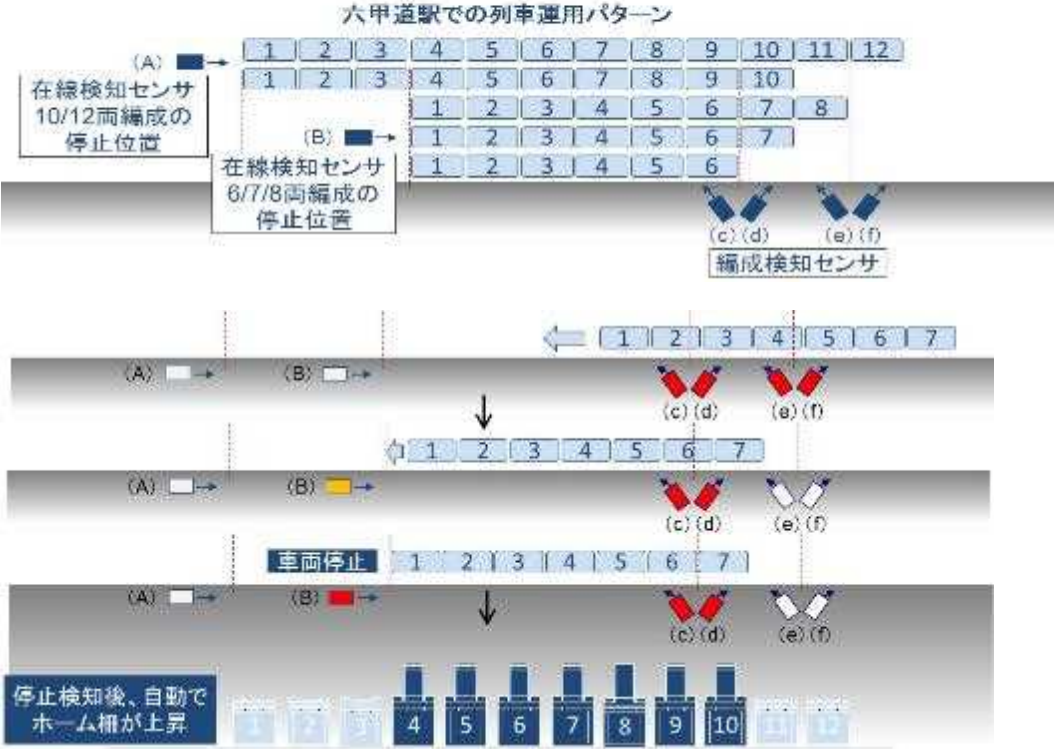 六甲道駅での列車運用パターン
(A)
1 2 3 4 5 6 7 8 9 10 11 12
在線検知センサ
10/12両編成の
停止位置
1 2 3 4 5 6 7 8 9 10
1 2 3 4 5 6 7 8
(B)
1 2 3 4 5 6 7
1 2 3 4 5 6
在線検知センサ
6/7/8両編成の
停止位置
(c) (d) (e) (f)
編成検知センサ
1 2 3 4 5 6 7
(A) (B) (c) (d) (e) (f)
1 2 3 4 5 6 7
(A) (B) (c) (d) (e) (f)
車両停止 1 2 3 4 5 6 7
(A) (B) (c) (d) (e) (f)
停止検知後、自動で
ホーム柵が上昇
1 2 3 4 5 6 7 8 9 10 11 12